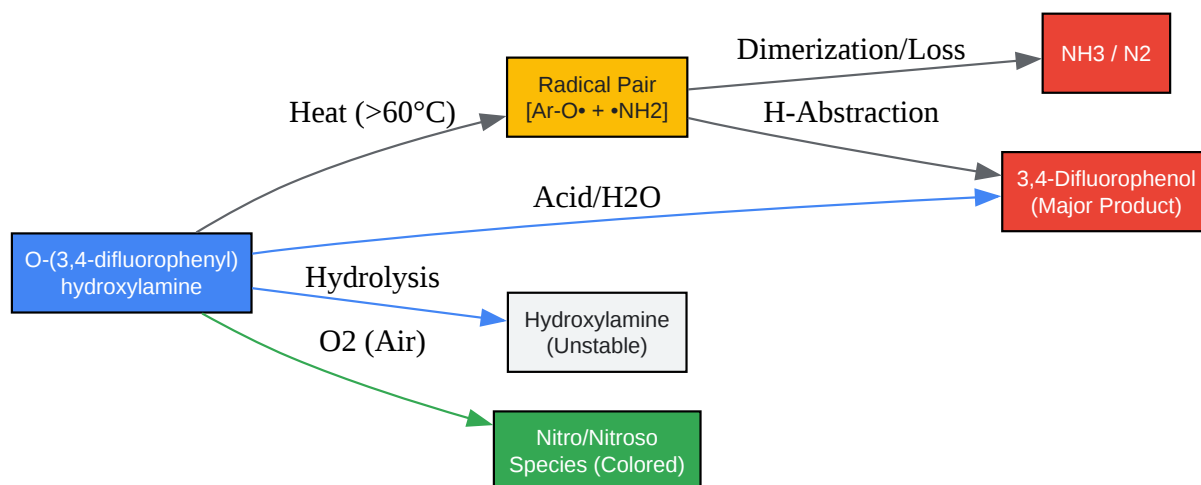 Dimerization/Loss
NH3 / N2
Radical Pair
[Ar-O• + •NH2]
Heat (>60°C)
H-Abstraction
3,4-Difluorophenol
(Major Product)
Acid/H2O
O-(3,4-difluorophenyl)
hydroxylamine
Hydrolysis
Hydroxylamine
(Unstable)
O2 (Air)
Nitro/Nitroso
Species (Colored)